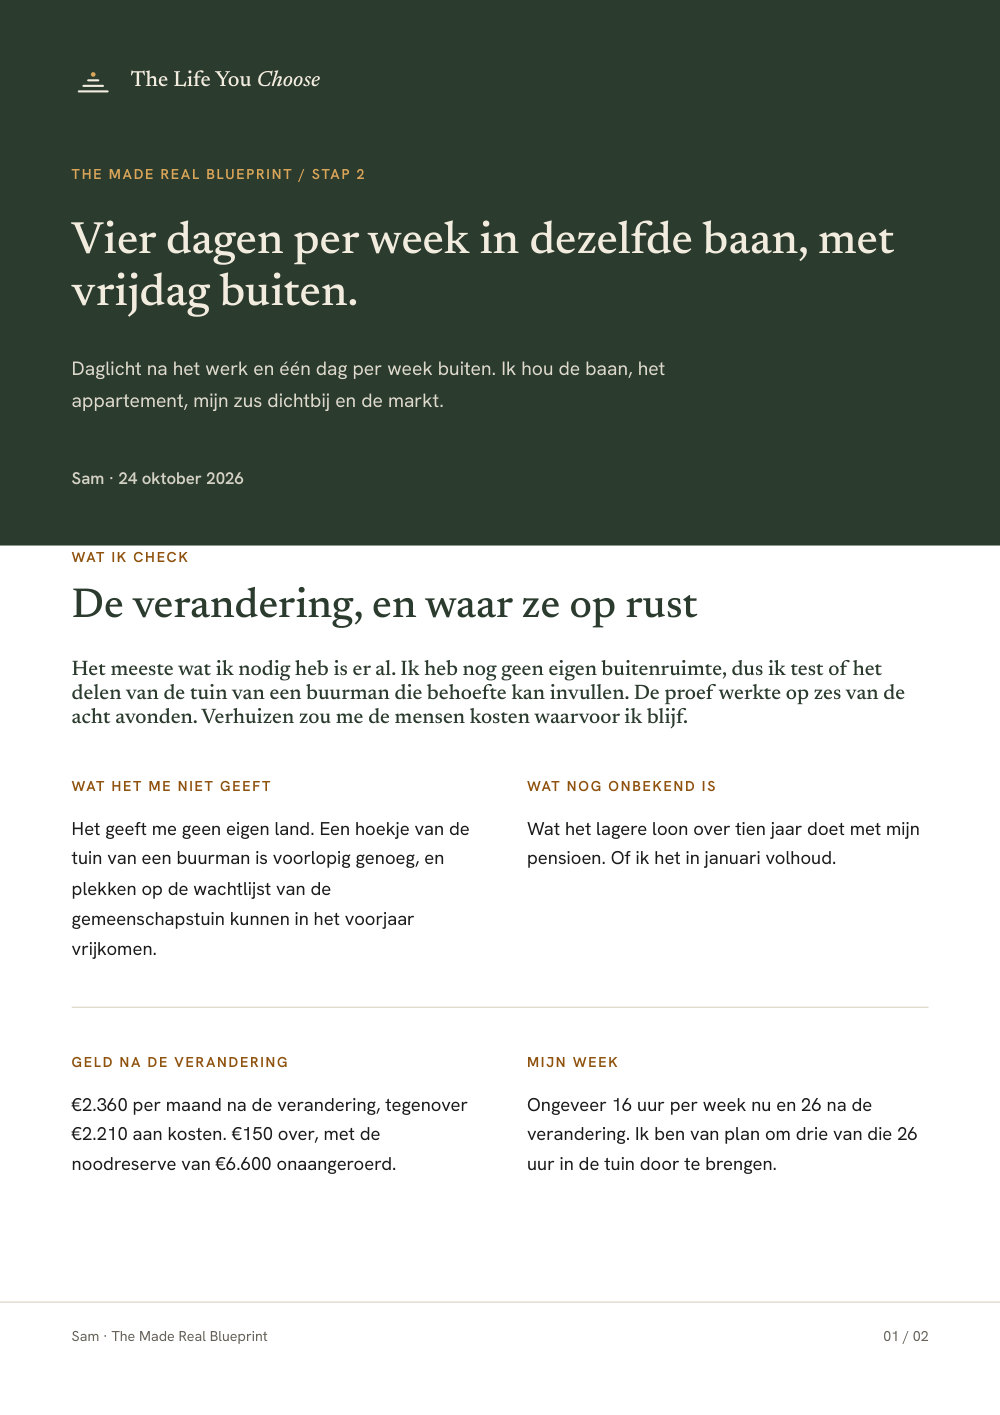 The Life You Choose
THE MADE REAL BLUEPRINT / STAP 2
Vier dagen per week in dezelfde baan, met
vrijdag buiten.
Daglicht na het werk en één dag per week buiten. Ik hou de baan, het
appartement, mijn zus dichtbij en de markt.
Sam · 24 oktober 2026
WAT IK CHECK
De verandering, en waar ze op rust
Het meeste wat ik nodig heb is er al. Ik heb nog geen eigen buitenruimte, dus ik test of het
delen van de tuin van een buurman die behoefte kan invullen. De proef werkte op zes van de
acht avonden. Verhuizen zou me de mensen kosten waarvoor ik blijf.
WAT HET ME NIET GEEFT
Het geeft me geen eigen land. Een hoekje van de
tuin van een buurman is voorlopig genoeg, en
plekken op de wachtlijst van de
gemeenschapstuin kunnen in het voorjaar
vrijkomen.
WAT NOG ONBEKEND IS
Wat het lagere loon over tien jaar doet met mijn
pensioen. Of ik het in januari volhoud.
GELD NA DE VERANDERING
€2.360 per maand na de verandering, tegenover
€2.210 aan kosten. €150 over, met de
noodreserve van €6.600 onaangeroerd.
MIJN WEEK
Ongeveer 16 uur per week nu en 26 na de
verandering. Ik ben van plan om drie van die 26
uur in de tuin door te brengen.
Sam · The Made Real Blueprint
01 / 02